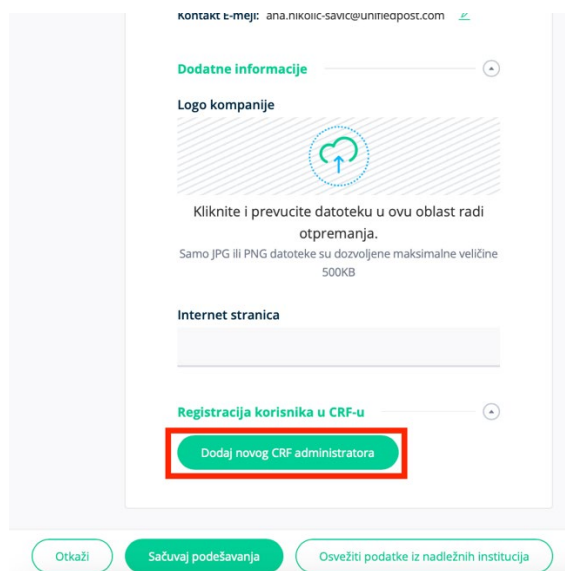 Kontakt E-mejl: ana.nikolic-savic@unifiedpost.com
Dodatne informacije
Logo kompanije
Kliknite i prevucite datoteku u ovu oblast radi
otpremanja.
Samo JPG ili PNG datoteke su dozvoljene maksimalne veličine
500KB
Internet stranica
Registracija korisnika u CRF-u
Dodaj novog CRF administratora
Otkaži
Sačuvaj podešavanja
Osvežiti podatke iz nadležnih institucija